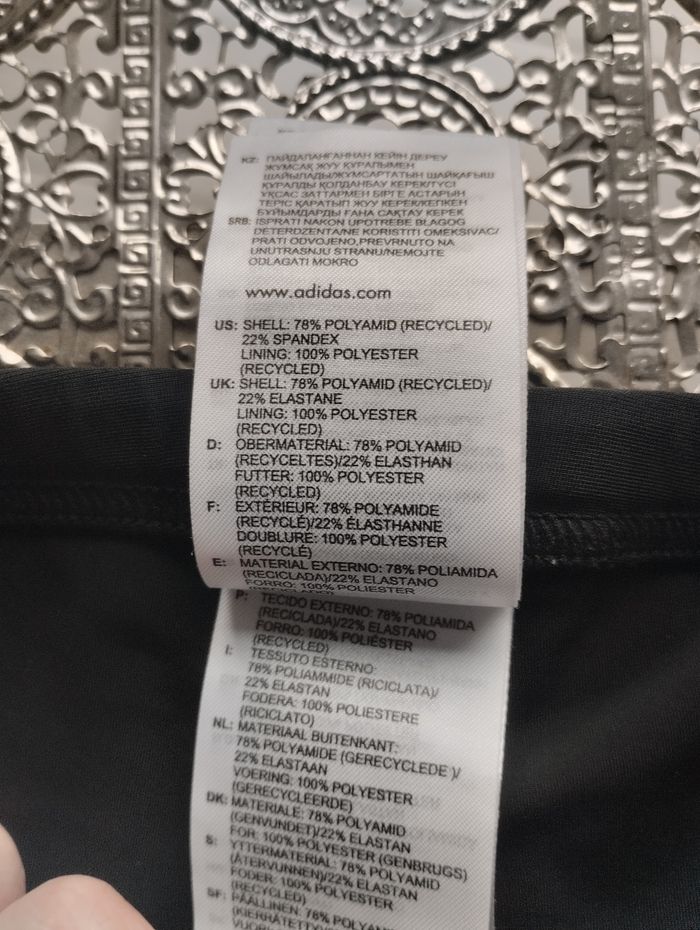 KZ: ПАЙДАЛАНҒАННАН КЕЙІН ДЕРЕУ
ЖҰМСАҚ ЖУУ ҚҰРАЛЫМЕН
ШАЙЫЛАДЫ/ЖҰМСАРТАТЫН ШАЙҚАҒЫШ
ҚҰРАЛДЫ ҚОЛДАНБАУ КЕРЕК/ТҮСІ
ҰҚСАС ЗАТТАРМЕН БІРГЕ АСТАРЫН
ТЕРІС ҚАРАТЫП ЖУУ КЕРЕК/КЕПКЕН
БҰЙЫМДАРДЫ ҒАНА САҚТАУ КЕРЕК
SRB: ISPRATI NAKON UPOTREBE BLAGOG
DETERDZENTA/NE KORISTITI OMEKSIVAC/
PRATI ODVOJENO,PREVRNUTO NA
UNUTRASNJU STRANU/NEMOJTE
ODLAGATI MOKRO
www.adidas.com
US: SHELL: 78% POLYAMID (RECYCLED)/
22% SPANDEX
LINING: 100% POLYESTER
(RECYCLED)
UK: SHELL: 78% POLYAMID (RECYCLED)/
22% ELASTANE
LINING: 100% POLYESTER
(RECYCLED)
D: OBERMATERIAL: 78% POLYAMID
(RECYCELTES)/22% ELASTHAN
FUTTER: 100% POLYESTER
(RECYCLED)
F: EXTÉRIEUR: 78% POLYAMIDE
(RECYCLÉ)/22% ÉLASTHANNE
DOUBLURE: 100% POLYESTER
(RECYCLÉ)
E: MATERIAL EXTERNO: 78% POLIAMIDA
(RECICLADA)/22% ELASTANO
FORRO: 100% POLIESTER
P: TECIDO EXTERNO: 78% POLIAMIDA
(RECICLADA)/22% ELASTANO
FORRO: 100% POLIÉSTER
(RECYCLED)
I: TESSUTO ESTERNO:
78% POLIAMMIDE (RICICLATA)/
22% ELASTAN
FODERA: 100% POLIESTERE
(RICICLATO)
NL: MATERIAAL BUITENKANT:
78% POLYAMIDE (GERECYCLEDE )/
22% ELASTAAN
VOERING: 100% POLYESTER
(GERECYCLEERDE)
DK: MATERIALE: 78% POLYAMID
(GENVUNDET)/22% ELASTAN
FOR: 100% POLYESTER (GENBRUGS)
S: YTTERMATERIAL: 78% POLYAMID
(ÅTERVUNNEN)/22% ELASTAN
FODER: 100% POLYESTER
(RECYCLED)
SF: PÄÄLLINEN: 78% POLYAM